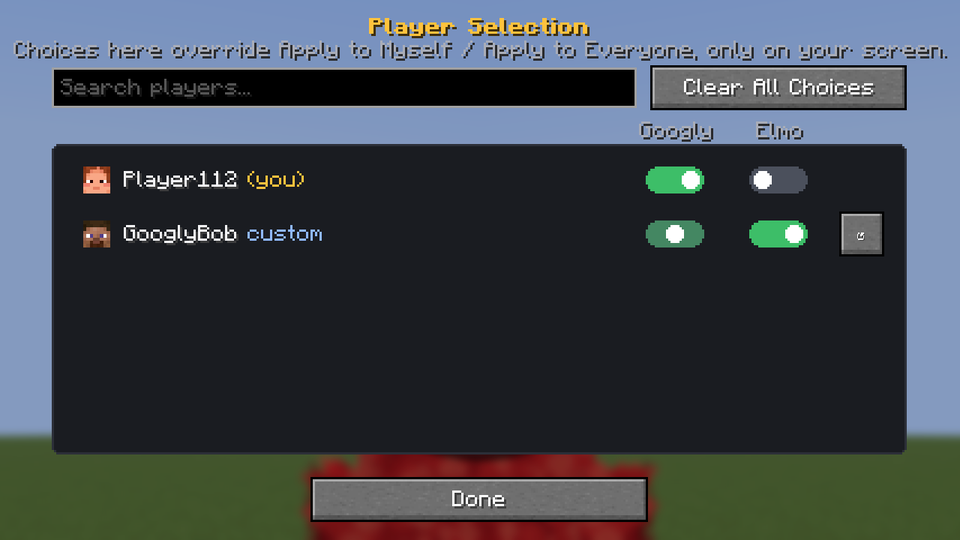 Player Selection
Choices here override Apply to Myself / Apply to Everyone, only on your screen.
Search players...
Clear All Choices
Googly Elmo
Player112 (you)
GooglyBob custom
Done